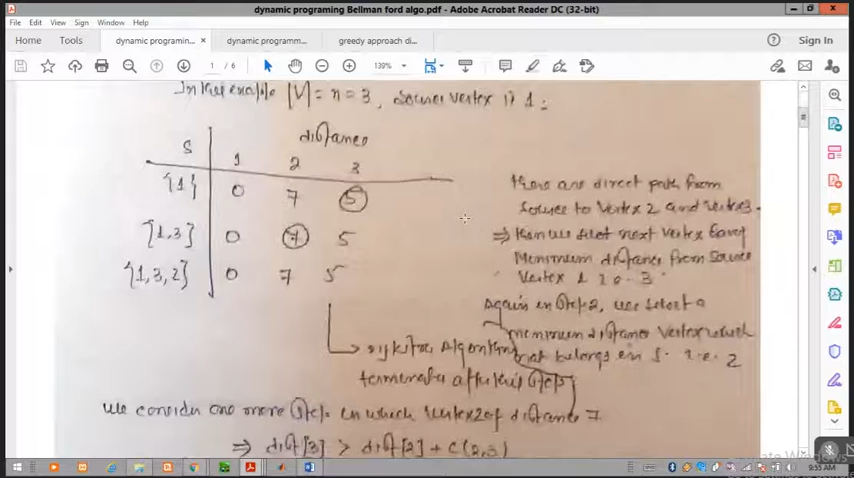 dynamic programing Bellman ford algo.pdf - Adobe Acrobat Reader DC (32-bit)
File Edit View Sign Window Help
Home Tools dynamic programin... × dynamic programm... greedy approach di... Sign In
1 / 6 139%
In this example |V| = n = 3, Source vertex is 1:
distance
S 1 2 3
{1} 0 7 5
{1,3} 0 7 5
{1,3,2} 0 7 5
there are direct path from
source to vertex 2 and vertex 3.
⇒ then we select next vertex having
Minimum distance from source
Vertex 1 i.e. 3.
Again in Step 2, we select a
minimum distance vertex which
not belongs in S. i.e. 2
→ Dijkstra Algorithm
terminate after this step
We consider one more step in which vertex 2 of distance 7
⇒ dist[3] > dist[2] + C(2,3)
9:55 AM